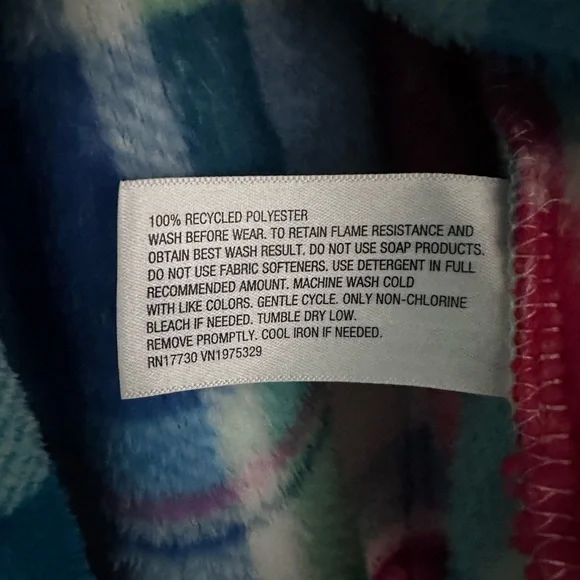 100% RECYCLED POLYESTER
WASH BEFORE WEAR. TO RETAIN FLAME RESISTANCE AND
OBTAIN BEST WASH RESULT. DO NOT USE SOAP PRODUCTS.
DO NOT USE FABRIC SOFTENERS. USE DETERGENT IN FULL
RECOMMENDED AMOUNT. MACHINE WASH COLD
WITH LIKE COLORS. GENTLE CYCLE. ONLY NON-CHLORINE
BLEACH IF NEEDED. TUMBLE DRY LOW.
REMOVE PROMPTLY. COOL IRON IF NEEDED.
RN17730 VN1975329